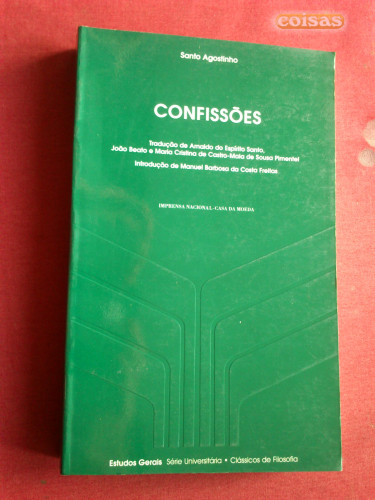 coisas
Santo Agostinho
CONFISSÕES
Tradução de Arnaldo do Espírito Santo,
João Beato e Maria Cristina de Castro-Maia de Sousa Pimentel
Introdução de Manuel Barbosa da Costa Freitas
IMPRENSA NACIONAL-CASA DA MOEDA
Estudos Gerais Série Universitária • Clássicos de Filosofia